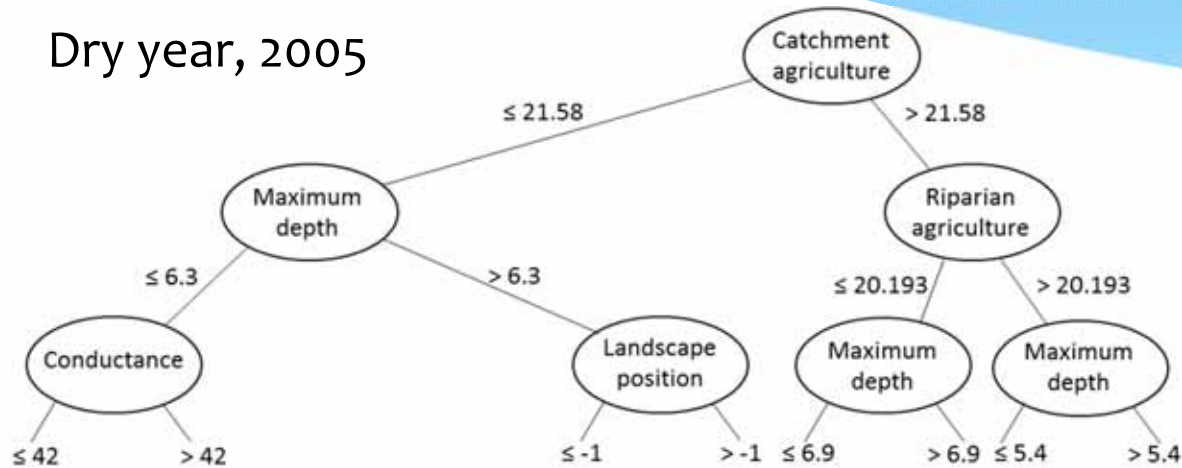 Dry year, 2005
Catchment
agriculture
≤ 21.58
> 21.58
Maximum
depth
Riparian
agriculture
≤ 6.3
> 6.3
≤ 20.193
> 20.193
Conductance
Landscape
position
Maximum
depth
Maximum
depth
≤ 42
> 42
≤ -1
> -1
≤ 6.9
> 6.9
≤ 5.4
> 5.4